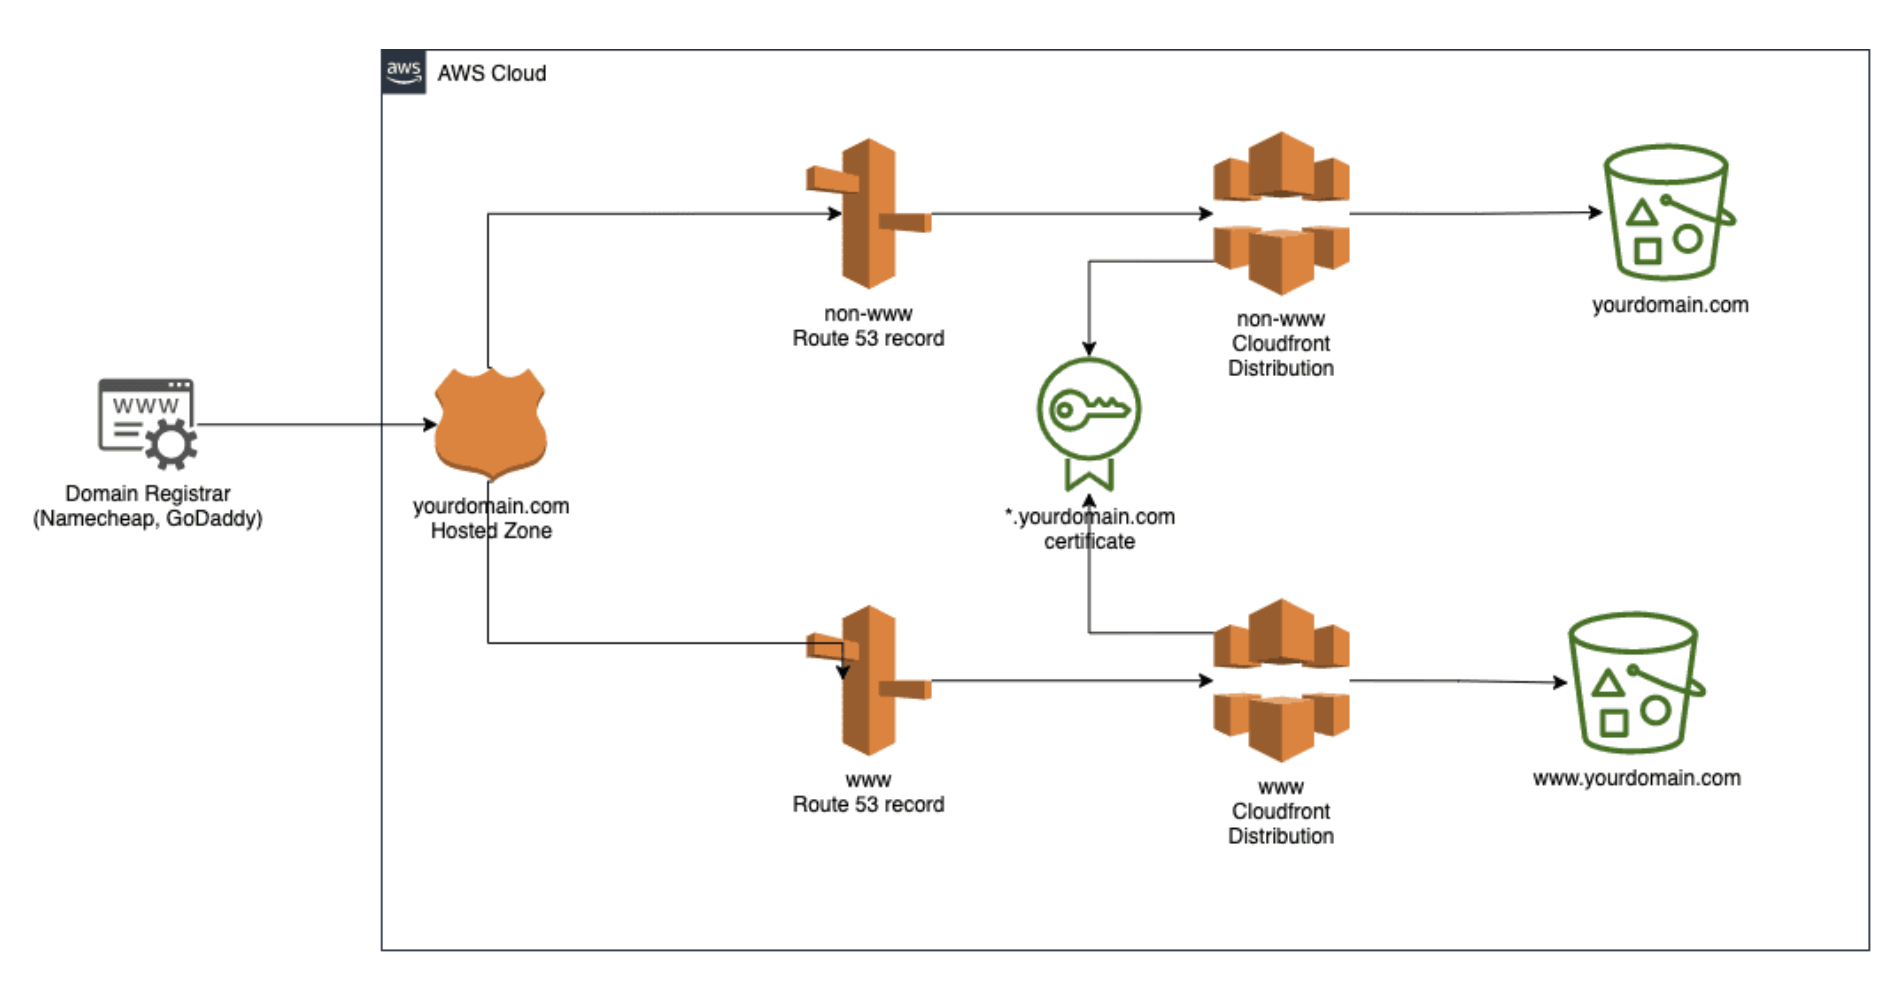 aws
AWS Cloud
WWW
Domain Registrar
(Namecheap, GoDaddy)
yourdomain.com
Hosted Zone
non-www
Route 53 record
non-www
Cloudfront
Distribution
yourdomain.com
*.yourdomain.com
certificate
www
Route 53 record
www
Cloudfront
Distribution
www.yourdomain.com